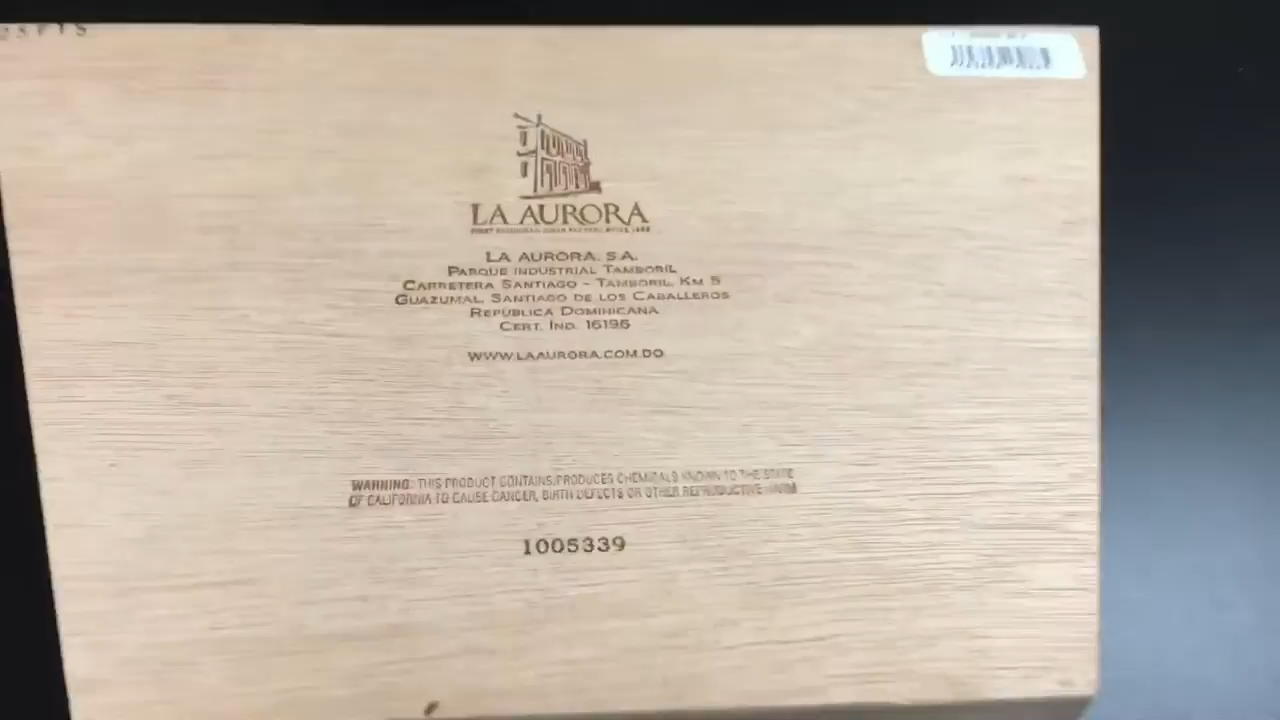 LA AURORA
LA AURORA, S.A.
PARQUE INDUSTRIAL TAMBORIL
CARRETERA SANTIAGO - TAMBORIL, KM 5
GUAZUMAL, SANTIAGO DE LOS CABALLEROS
REPÚBLICA DOMINICANA
CERT. IND. 16196
WWW.LAAURORA.COM.DO
WARNING: THIS PRODUCT CONTAINS/PRODUCES CHEMICALS KNOWN TO THE STATE
OF CALIFORNIA TO CAUSE CANCER, BIRTH DEFECTS OR OTHER REPRODUCTIVE HARM
1005339